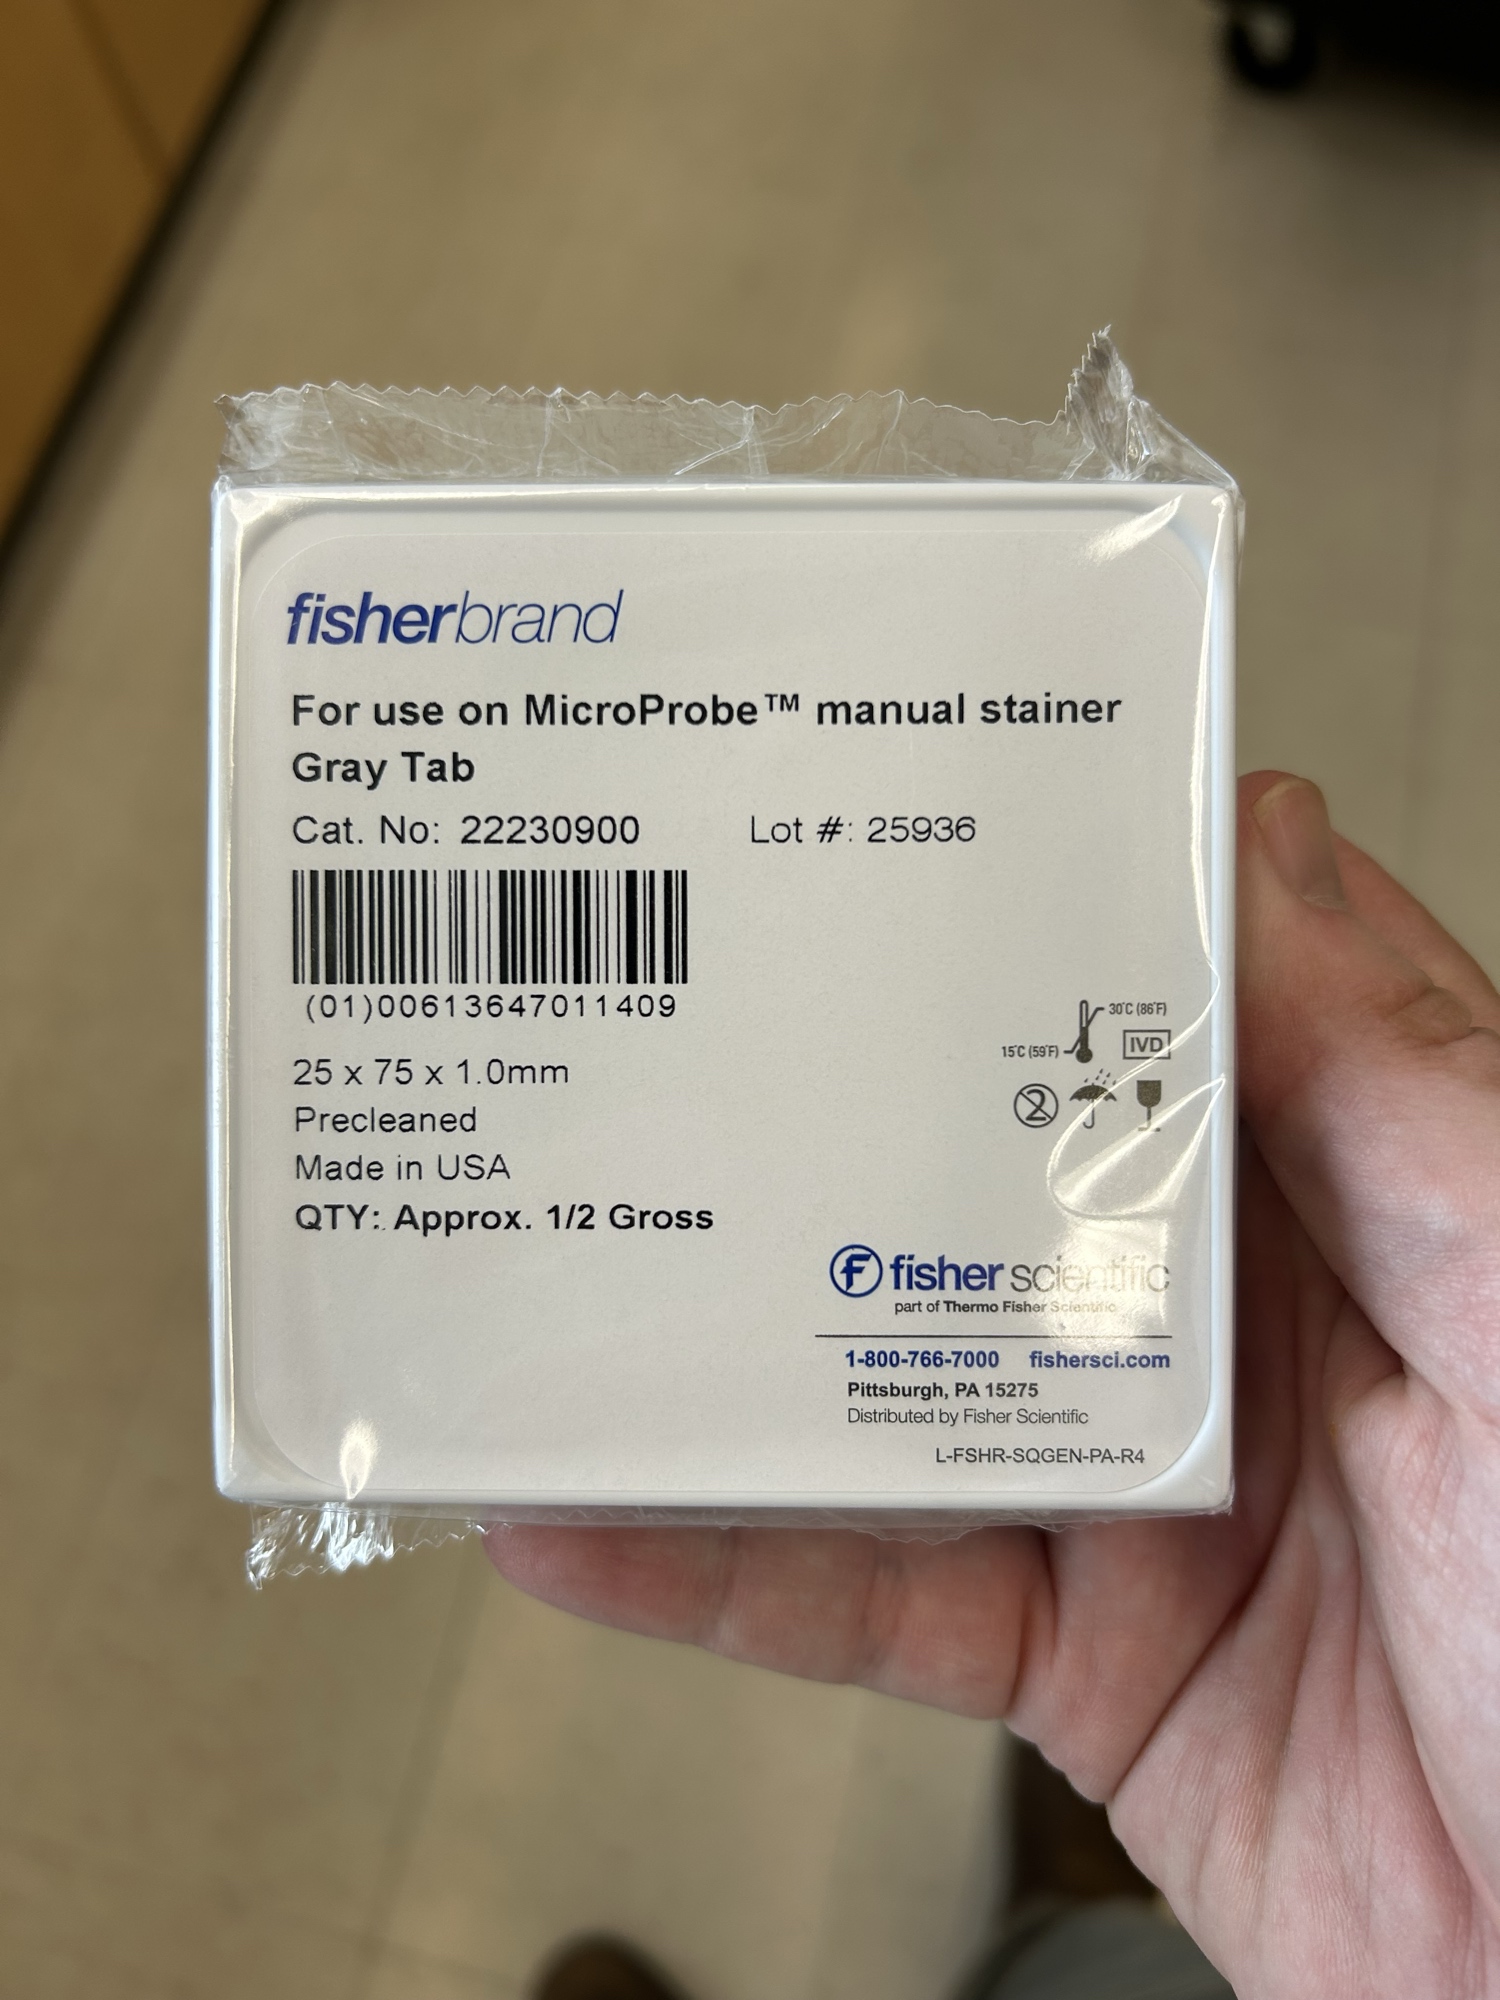 fisherbrand
For use on MicroProbe™ manual stainer
Gray Tab
Cat. No: 22230900 Lot #: 25936
(01)00613647011409
30°C (86°F)
15°C (59°F) IVD
2
25 x 75 x 1.0mm
Precleaned
Made in USA
QTY: Approx. 1/2 Gross
F fisher scientific
part of Thermo Fisher Scientific
1-800-766-7000 fishersci.com
Pittsburgh, PA 15275
Distributed by Fisher Scientific
L-FSHR-SQGEN-PA-R4